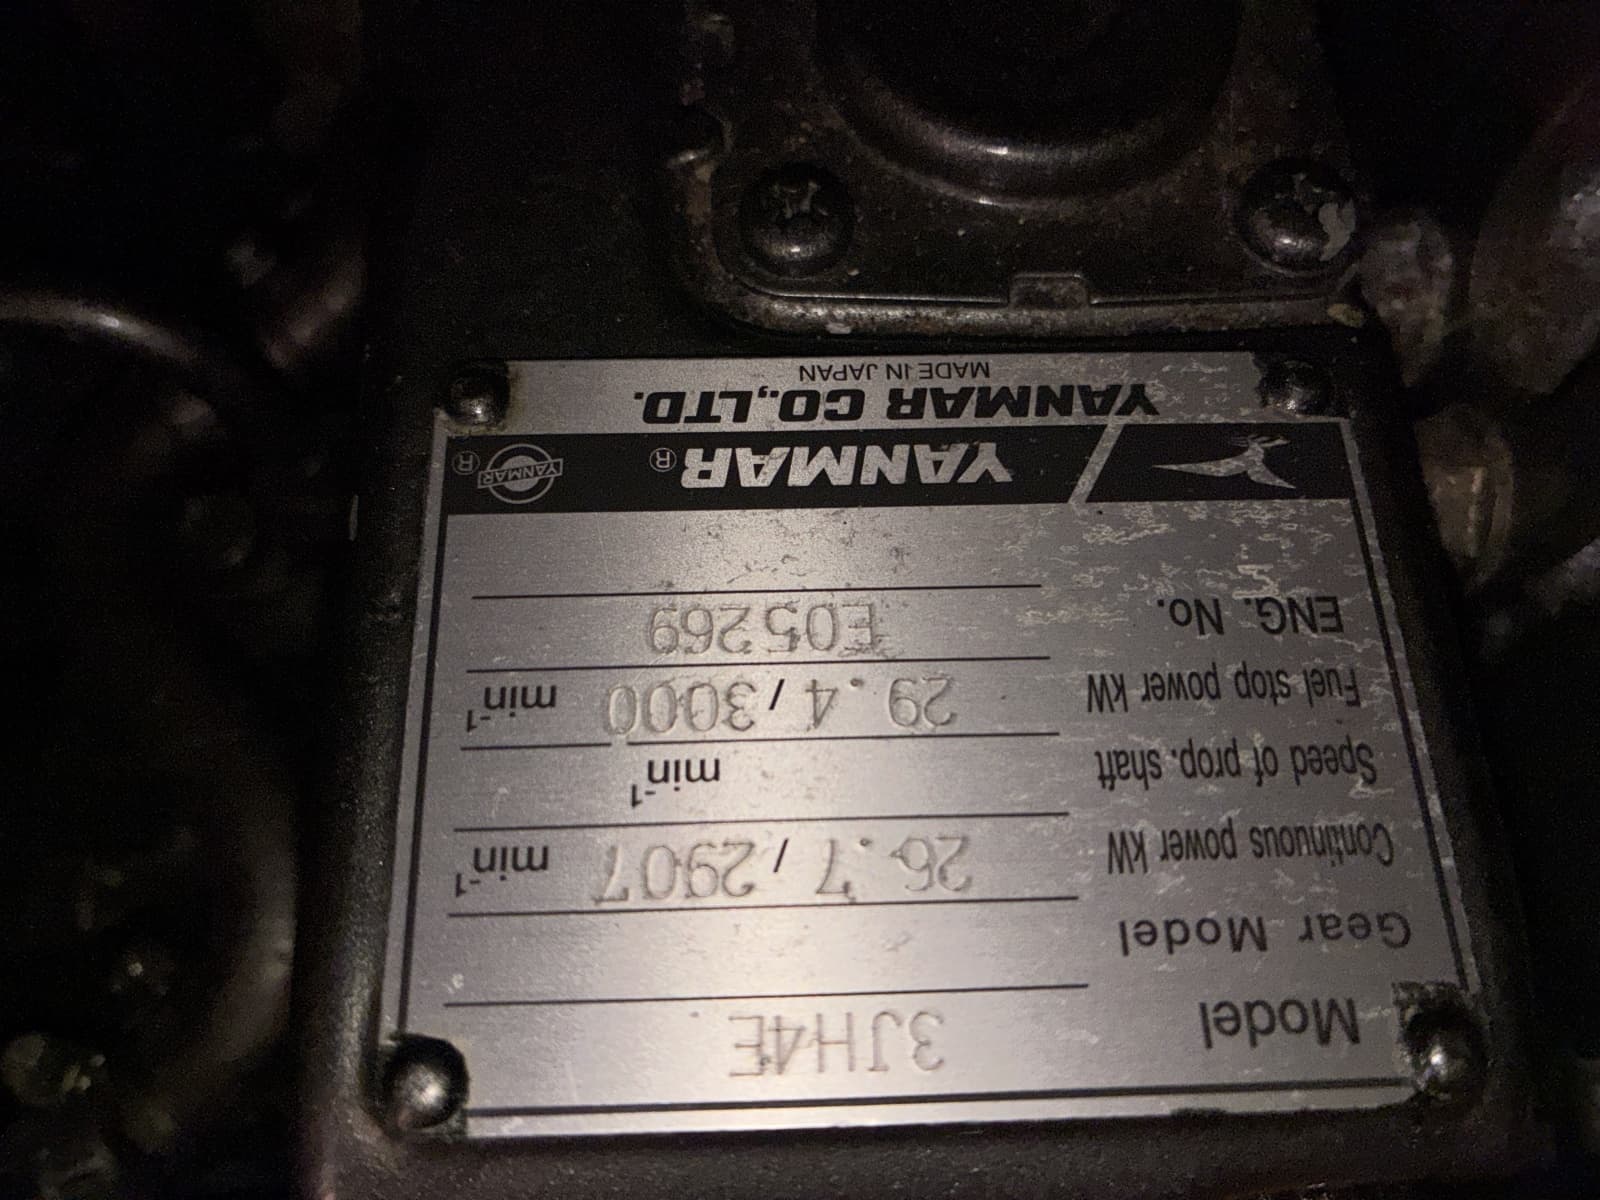 Model 3JH4E
Gear Model
Continuous power kW 26.7 / 2907 min-1
Speed of prop. shaft min-1
Fuel stop power kW 29.4 / 3000 min-1
ENG. No. E05269
YANMAR® YANMAR ®
YANMAR CO.,LTD.
MADE IN JAPAN